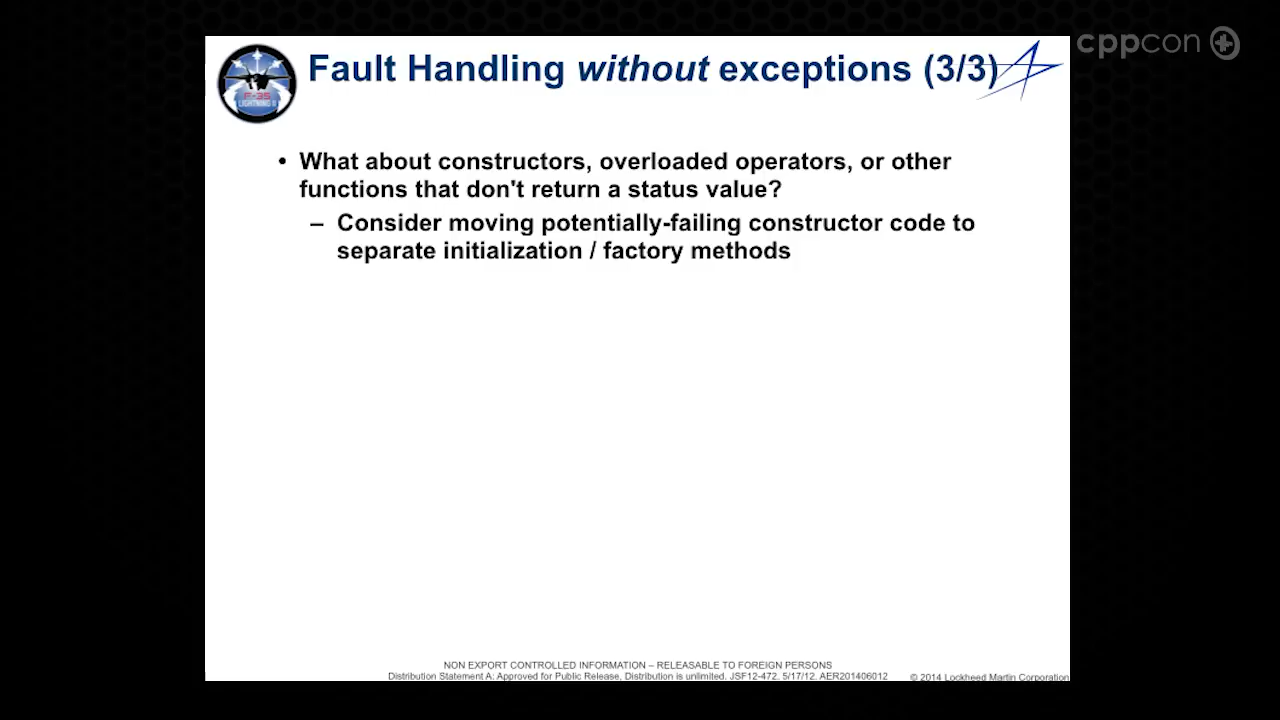 cppcon
Fault Handling without exceptions (3/3)
F-35
LIGHTNING II
• What about constructors, overloaded operators, or other
functions that don't return a status value?
– Consider moving potentially-failing constructor code to
separate initialization / factory methods
NON EXPORT CONTROLLED INFORMATION – RELEASABLE TO FOREIGN PERSONS
Distribution Statement A: Approved for Public Release, Distribution is unlimited. JSF12-472. 5/17/12. AER201406012
© 2014 Lockheed Martin Corporation